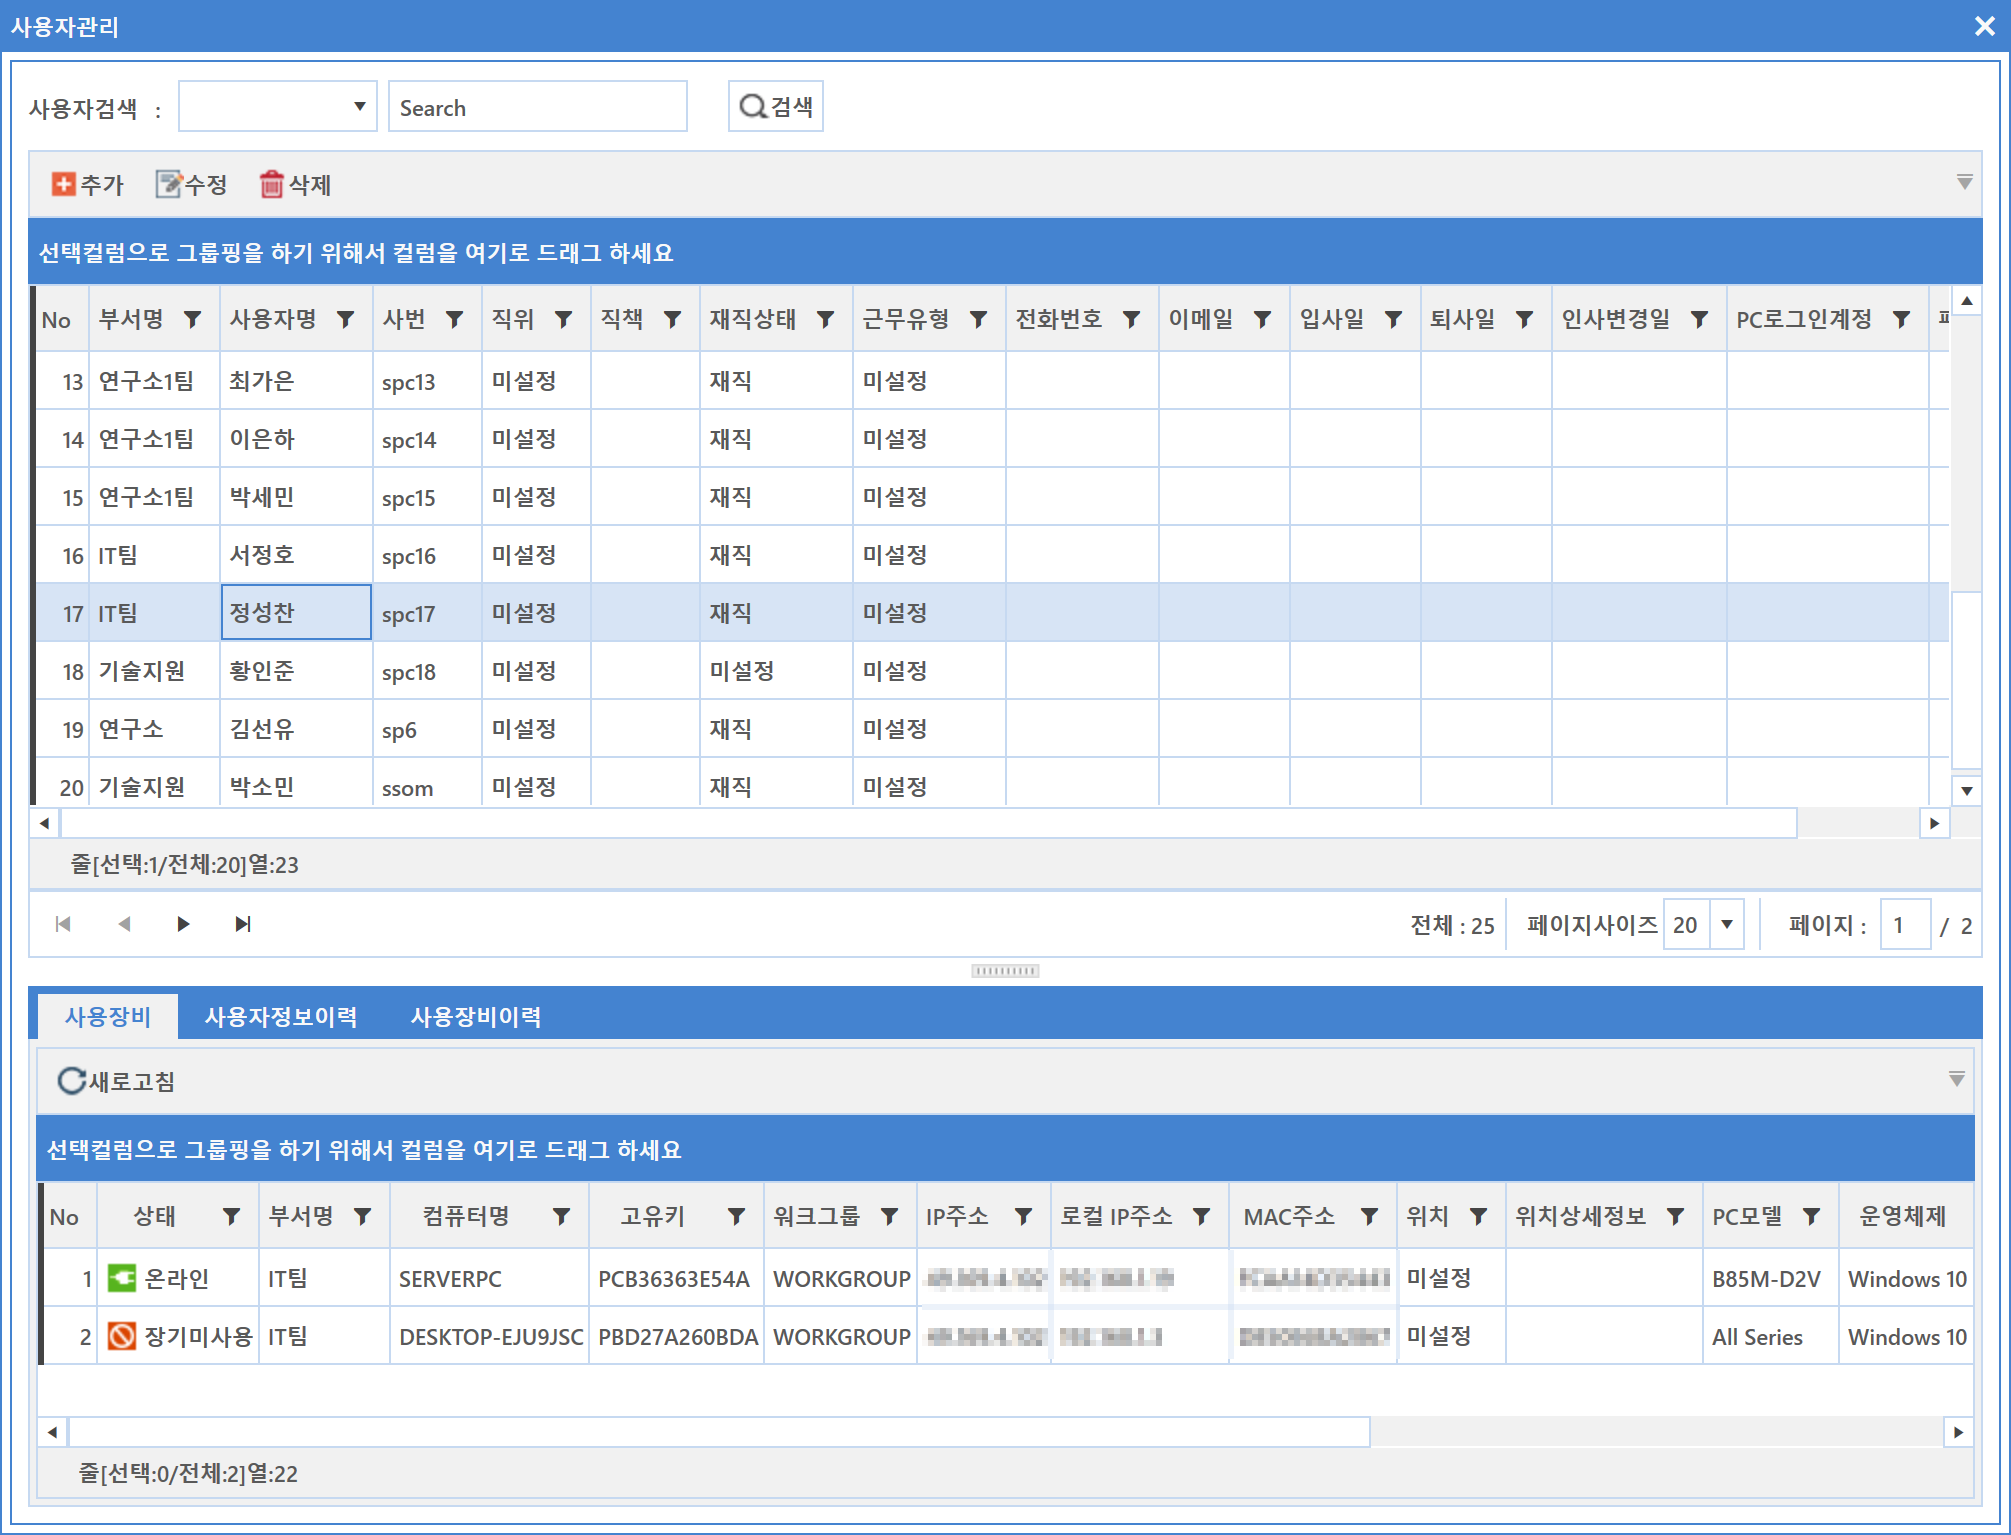 사용자관리
사용자검색 : Search 검색
추가 수정 삭제
선택컬럼으로 그룹핑을 하기 위해서 컬럼을 여기로 드래그 하세요
No 부서명 사용자명 사번 직위 직책 재직상태 근무유형 전화번호 이메일 입사일 퇴사일 인사변경일 PC로그인계정
13 연구소1팀 최가은 spc13 미설정 재직 미설정
14 연구소1팀 이은하 spc14 미설정 재직 미설정
15 연구소1팀 박세민 spc15 미설정 재직 미설정
16 IT팀 서정호 spc16 미설정 재직 미설정
17 IT팀 정성찬 spc17 미설정 재직 미설정
18 기술지원 황인준 spc18 미설정 미설정 미설정
19 연구소 김선유 sp6 미설정 재직 미설정
20 기술지원 박소민 ssom 미설정 재직 미설정
줄[선택:1/전체:20]열:23
전체 : 25 페이지사이즈 20 페이지 : 1 / 2
사용장비 사용자정보이력 사용장비이력
새로고침
선택컬럼으로 그룹핑을 하기 위해서 컬럼을 여기로 드래그 하세요
No 상태 부서명 컴퓨터명 고유키 워크그룹 IP주소 로컬 IP주소 MAC주소 위치 위치상세정보 PC모델 운영체제
1 온라인 IT팀 SERVERPC PCB36363E54A WORKGROUP 미설정 B85M-D2V Windows 10
2 장기미사용 IT팀 DESKTOP-EJU9JSC PBD27A260BDA WORKGROUP 미설정 All Series Windows 10
줄[선택:0/전체:2]열:22